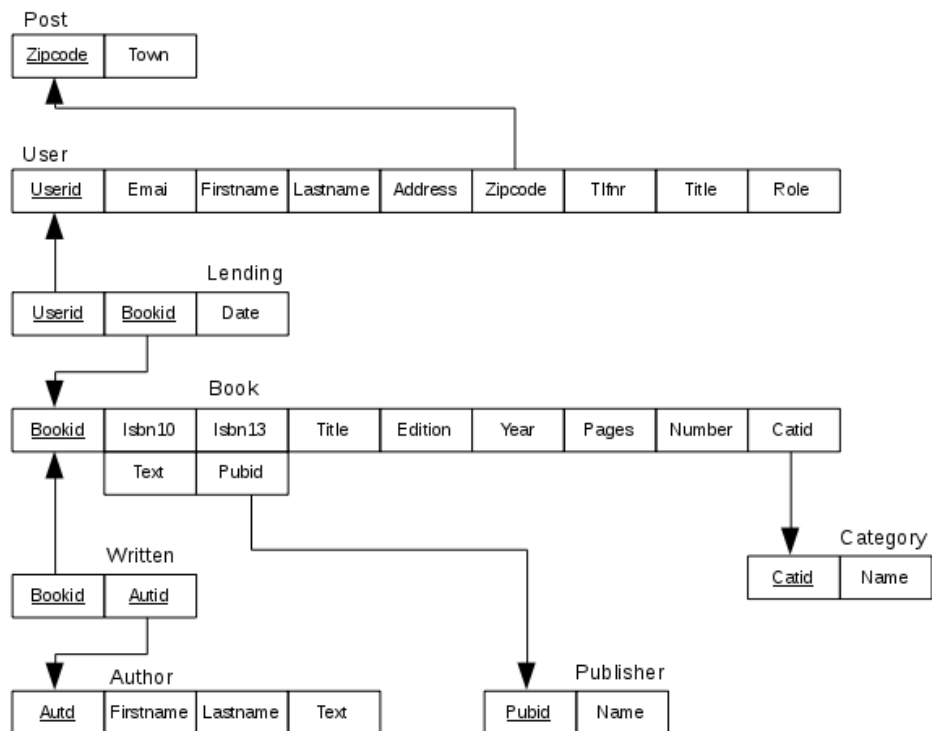 Post
Zipcode Town
User
Userid Emai Firstname Lastname Address Zipcode Tlfnr Title Role
Lending
Userid Bookid Date
Book
Bookid Isbn10 Isbn13 Title Edition Year Pages Number Catid
Text Pubid
Written
Category
Bookid Autid
Catid Name
Author
Publisher
Autd Firstname Lastname Text
Pubid Name